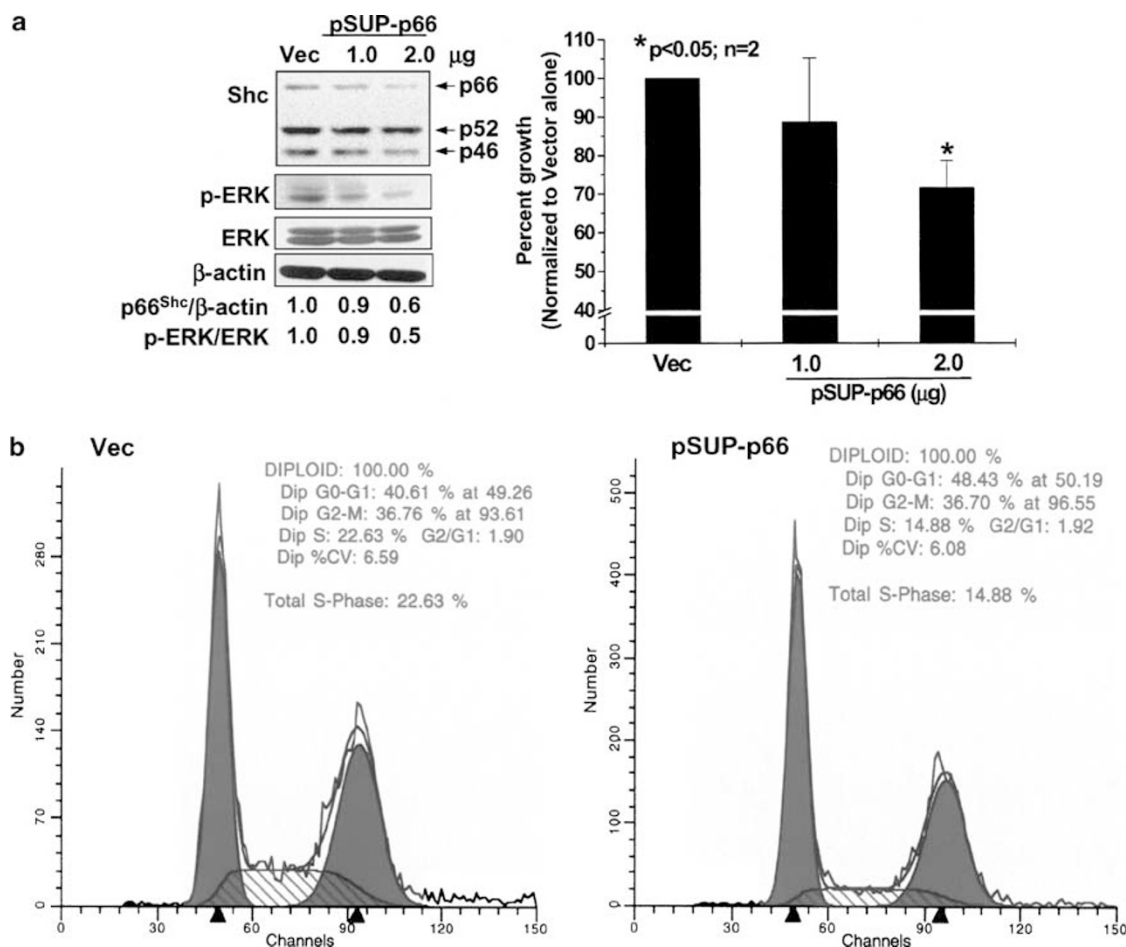 a
pSUP-p66
Vec 1.0 2.0 μg
Shc
p66
p52
p46
p-ERK
ERK
β-actin
p66Shc/β-actin 1.0 0.9 0.6
p-ERK/ERK 1.0 0.9 0.5
Percent growth
(Normalized to Vector alone)
110
100
90
80
70
60
50
40
0
* p<0.05; n=2
*
Vec 1.0 2.0
pSUP-p66 (μg)
b
Vec
DIPLOID: 100.00 %
Dip G0-G1: 40.61 % at 49.26
Dip G2-M: 36.76 % at 93.61
Dip S: 22.63 % G2/G1: 1.90
Dip %CV: 6.59
Total S-Phase: 22.63 %
Number
280
210
140
70
0
0 30 60 90 120 150
Channels
pSUP-p66
DIPLOID: 100.00 %
Dip G0-G1: 48.43 % at 50.19
Dip G2-M: 36.70 % at 96.55
Dip S: 14.88 % G2/G1: 1.92
Dip %CV: 6.08
Total S-Phase: 14.88 %
Number
500
400
300
200
100
0
0 30 60 90 120 150
Channels